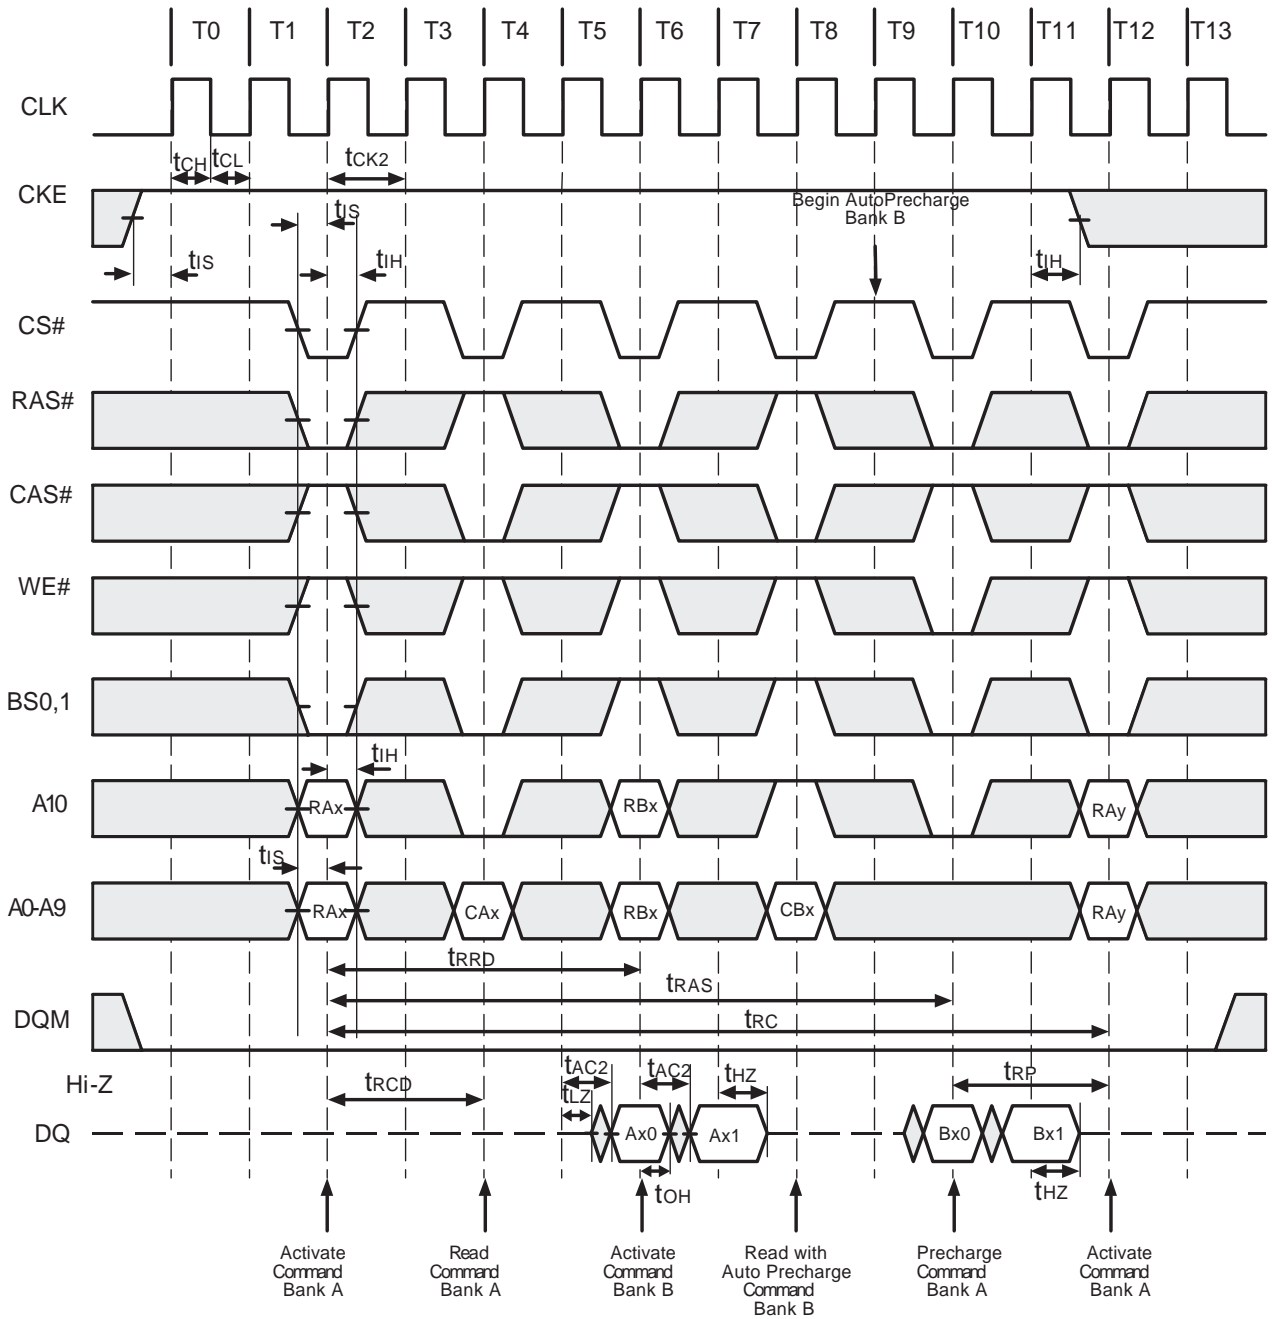 T0 T1 T2 T3 T4 T5 T6 T7 T8 T9 T10 T11 T12 T13
CLK
tCH tCL tCK2
CKE
Begin AutoPrecharge
Bank B
tIS
tIS tIH tIH
CS#
RAS#
CAS#
WE#
BS0,1
tIH
A10 RAx RBx RAy
tIS
A0-A9 RAx CAx RBx CBx RAy
tRRD
tRAS
DQM tRC
Hi-Z tRCD tAC2 tAC2 tHZ tRP
tLZ
DQ Ax0 Ax1 Bx0 Bx1
tOH tHZ
Activate
Command
Bank A
Read
Command
Bank A
Activate
Command
Bank B
Read with
Auto Precharge
Command
Bank B
Precharge
Command
Bank A
Activate
Command
Bank A